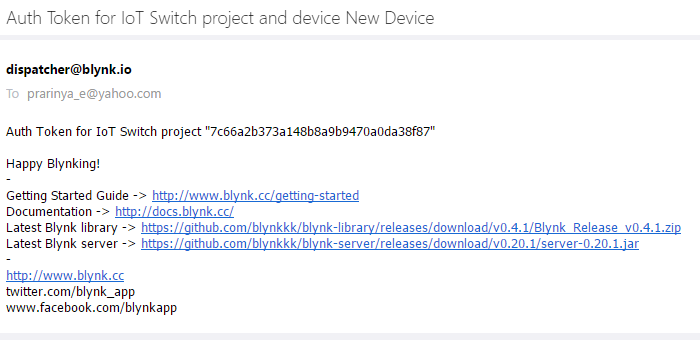 Auth Token for IoT Switch project and device New Device
dispatcher@blynk.io
To prarinya_e@yahoo.com
Auth Token for IoT Switch project "7c66a2b373a148b8a9b9470a0da38f87"
Happy Blynking!
-
Getting Started Guide -> http://www.blynk.cc/getting-started
Documentation -> http://docs.blynk.cc/
Latest Blynk library -> https://github.com/blynkkk/blynk-library/releases/download/v0.4.1/Blynk_Release_v0.4.1.zip
Latest Blynk server -> https://github.com/blynkkk/blynk-server/releases/download/v0.20.1/server-0.20.1.jar
-
http://www.blynk.cc
twitter.com/blynk_app
www.facebook.com/blynkapp